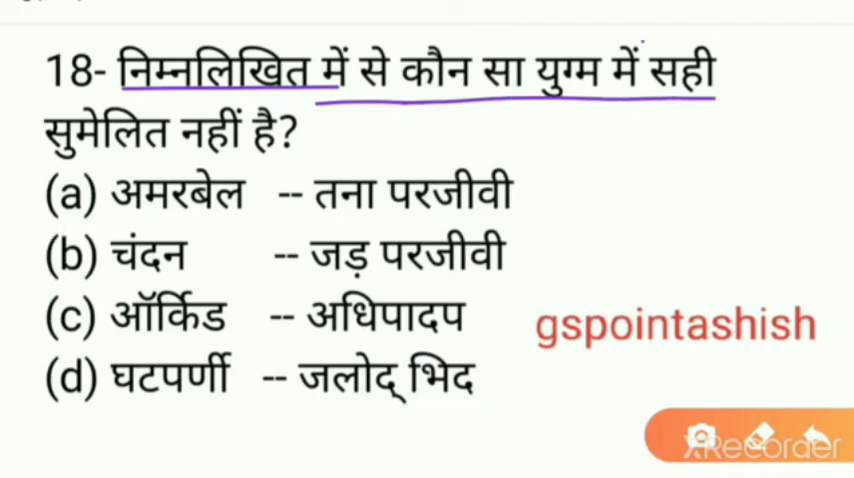 18- निम्नलिखित में से कौन सा युग्म में सही
सुमेलित नहीं है?
(a) अमरबेल -- तना परजीवी
(b) चंदन -- जड़ परजीवी
(c) ऑर्किड -- अधिपादप
gspointashish
(d) घटपर्णी -- जलोद् भिद
XRecorder